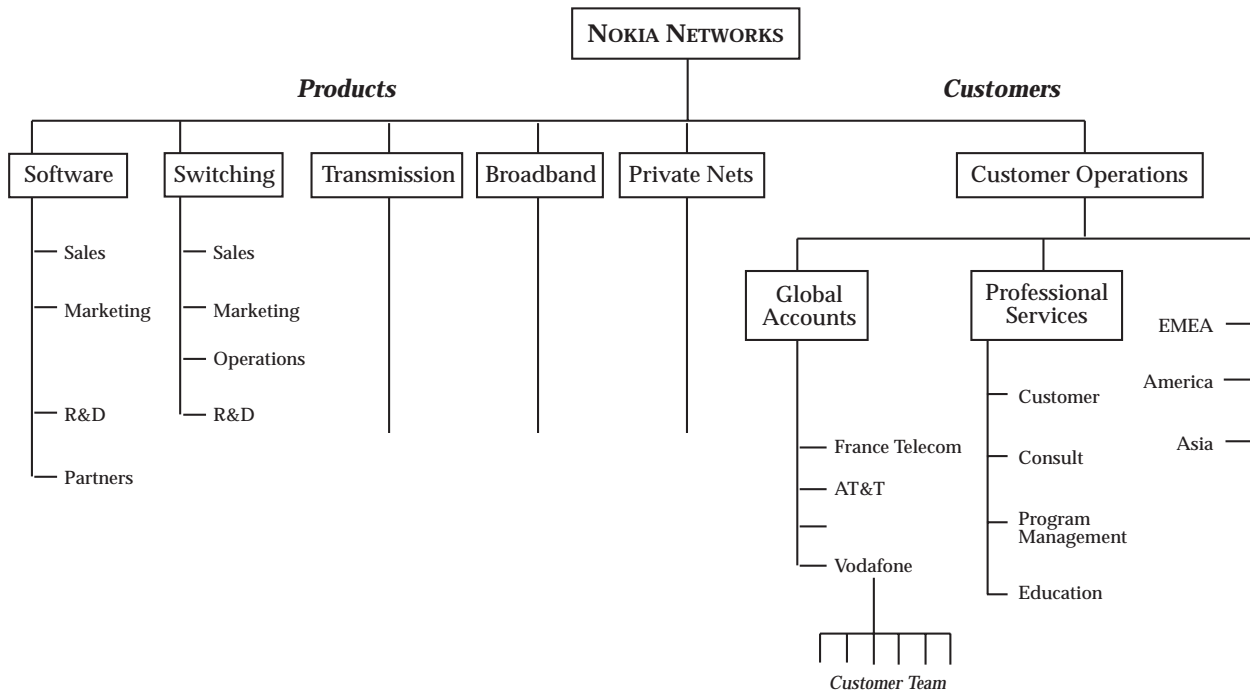 NOKIA NETWORKS
Products
Customers
Software
Switching
Transmission
Broadband
Private Nets
Customer Operations
Sales
Marketing
R&D
Partners
Sales
Marketing
Operations
R&D
Global
Accounts
France Telecom
AT&T
Vodafone
Customer Team
Professional
Services
Customer
Consult
Program
Management
Education
EMEA
America
Asia